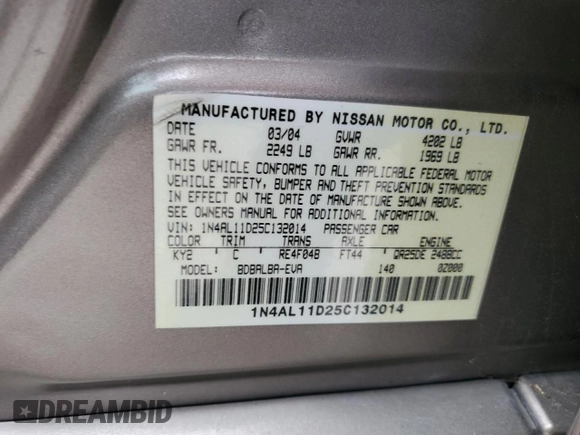 MANUFACTURED BY NISSAN MOTOR CO., LTD.
DATE 03/04 GVWR 4202 LB
GAWR FR. 2249 LB GAWR RR. 1969 LB
THIS VEHICLE CONFORMS TO ALL APPLICABLE FEDERAL MOTOR
VEHICLE SAFETY, BUMPER AND THEFT PREVENTION STANDARDS
IN EFFECT ON THE DATE OF MANUFACTURE SHOWN ABOVE.
SEE OWNERS MANUAL FOR ADDITIONAL INFORMATION.
VIN: 1N4AL11D25C132014 PASSENGER CAR
COLOR TRIM TRANS AXLE ENGINE
KY2 C RE4F04B FT44 QR25DE 2488CC
MODEL: BDBALBA-EVA 140 0Z000
1N4AL11D25C132014
DREAMBID